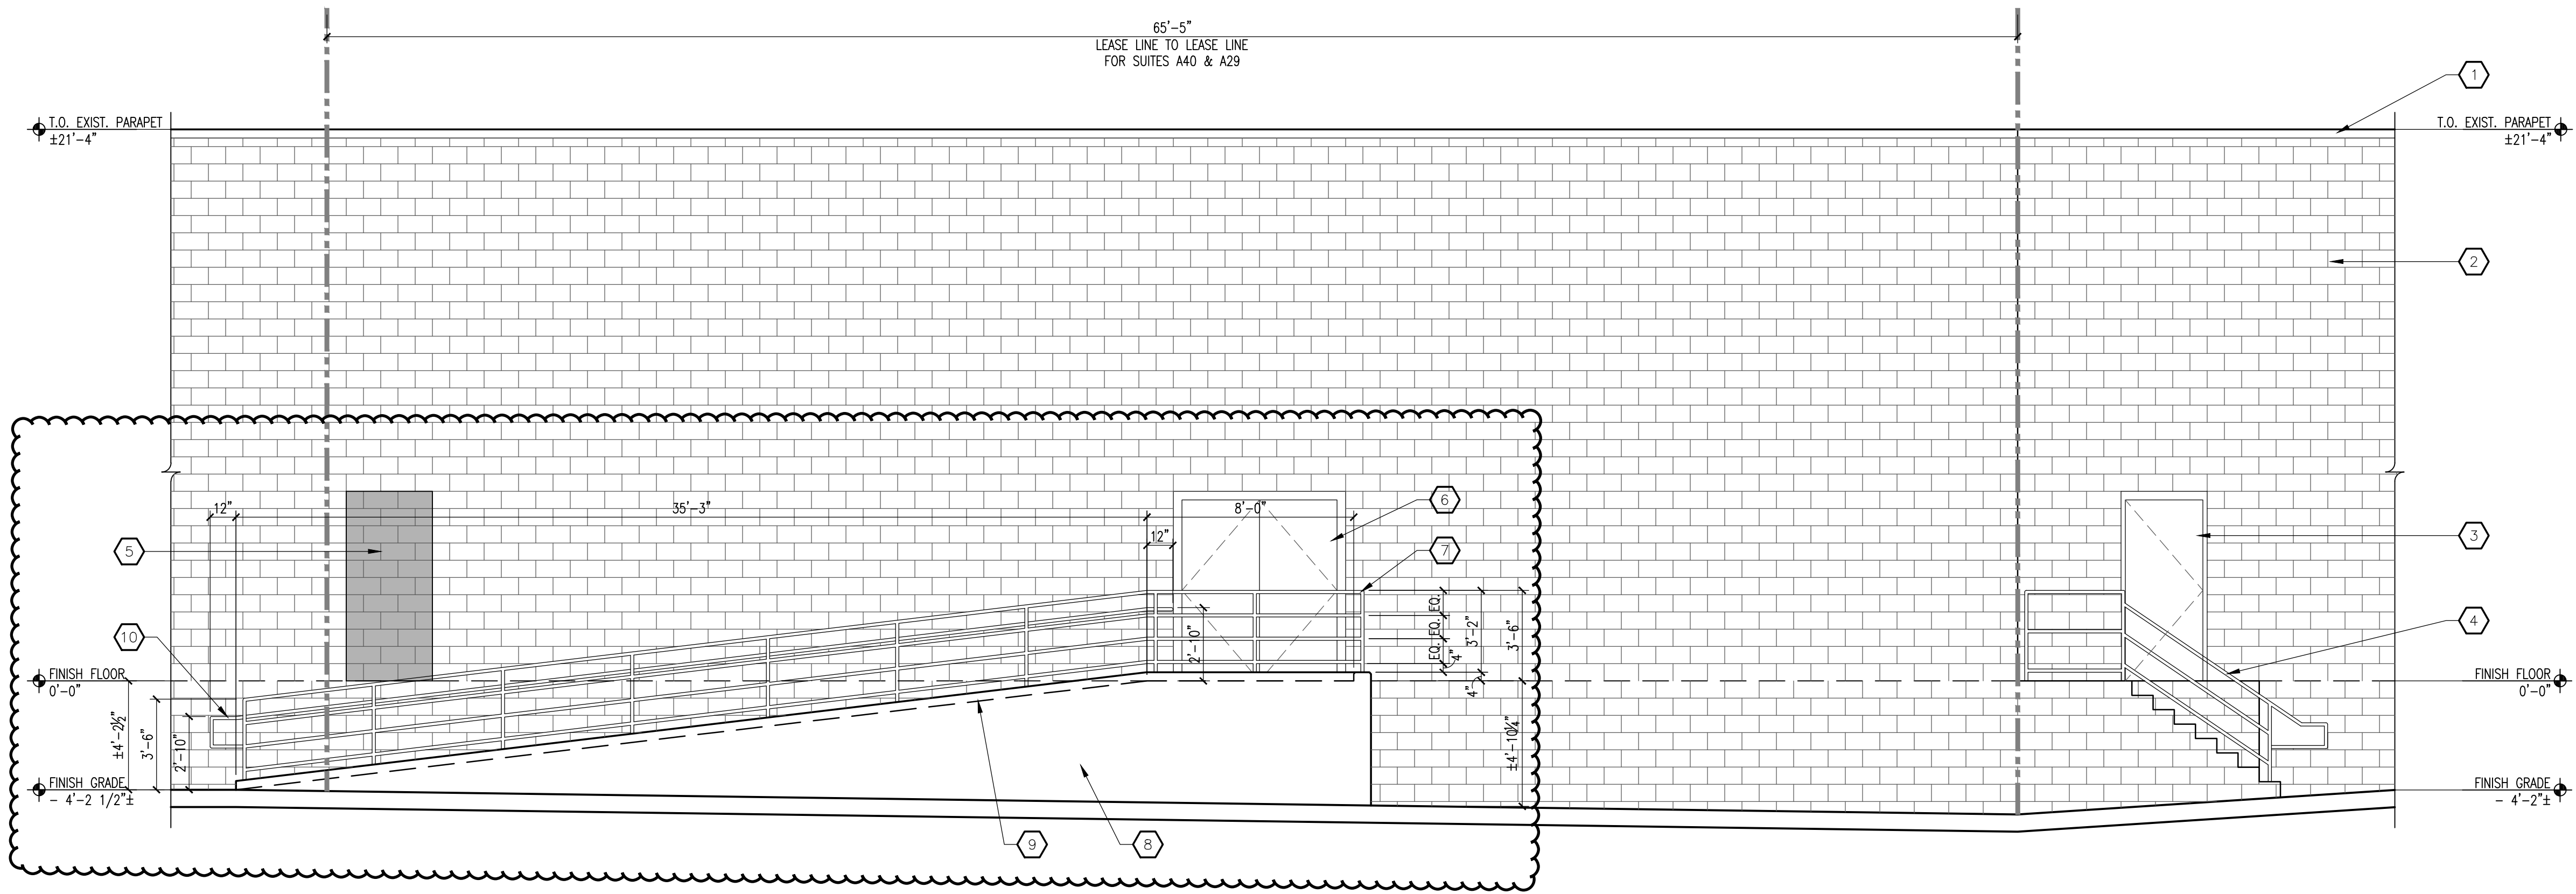 65'-5"
LEASE LINE TO LEASE LINE
FOR SUITES A40 & A29
1
T.O. EXIST. PARAPET
±21'-4"
T.O. EXIST. PARAPET
±21'-4"
2
12"
35'-3"
8'-0"
6
12"
3
5
7
EQ.
EQ.
EQ.
4"
3'-2"
3'-6"
2'-10"
4
10
FINISH FLOOR
0'-0"
4"
FINISH FLOOR
0'-0"
±4'-2½"
3'-6"
2'-10"
±4'-10¼"
FINISH GRADE
- 4'-2 1/2"±
FINISH GRADE
- 4'-2"±
9
8